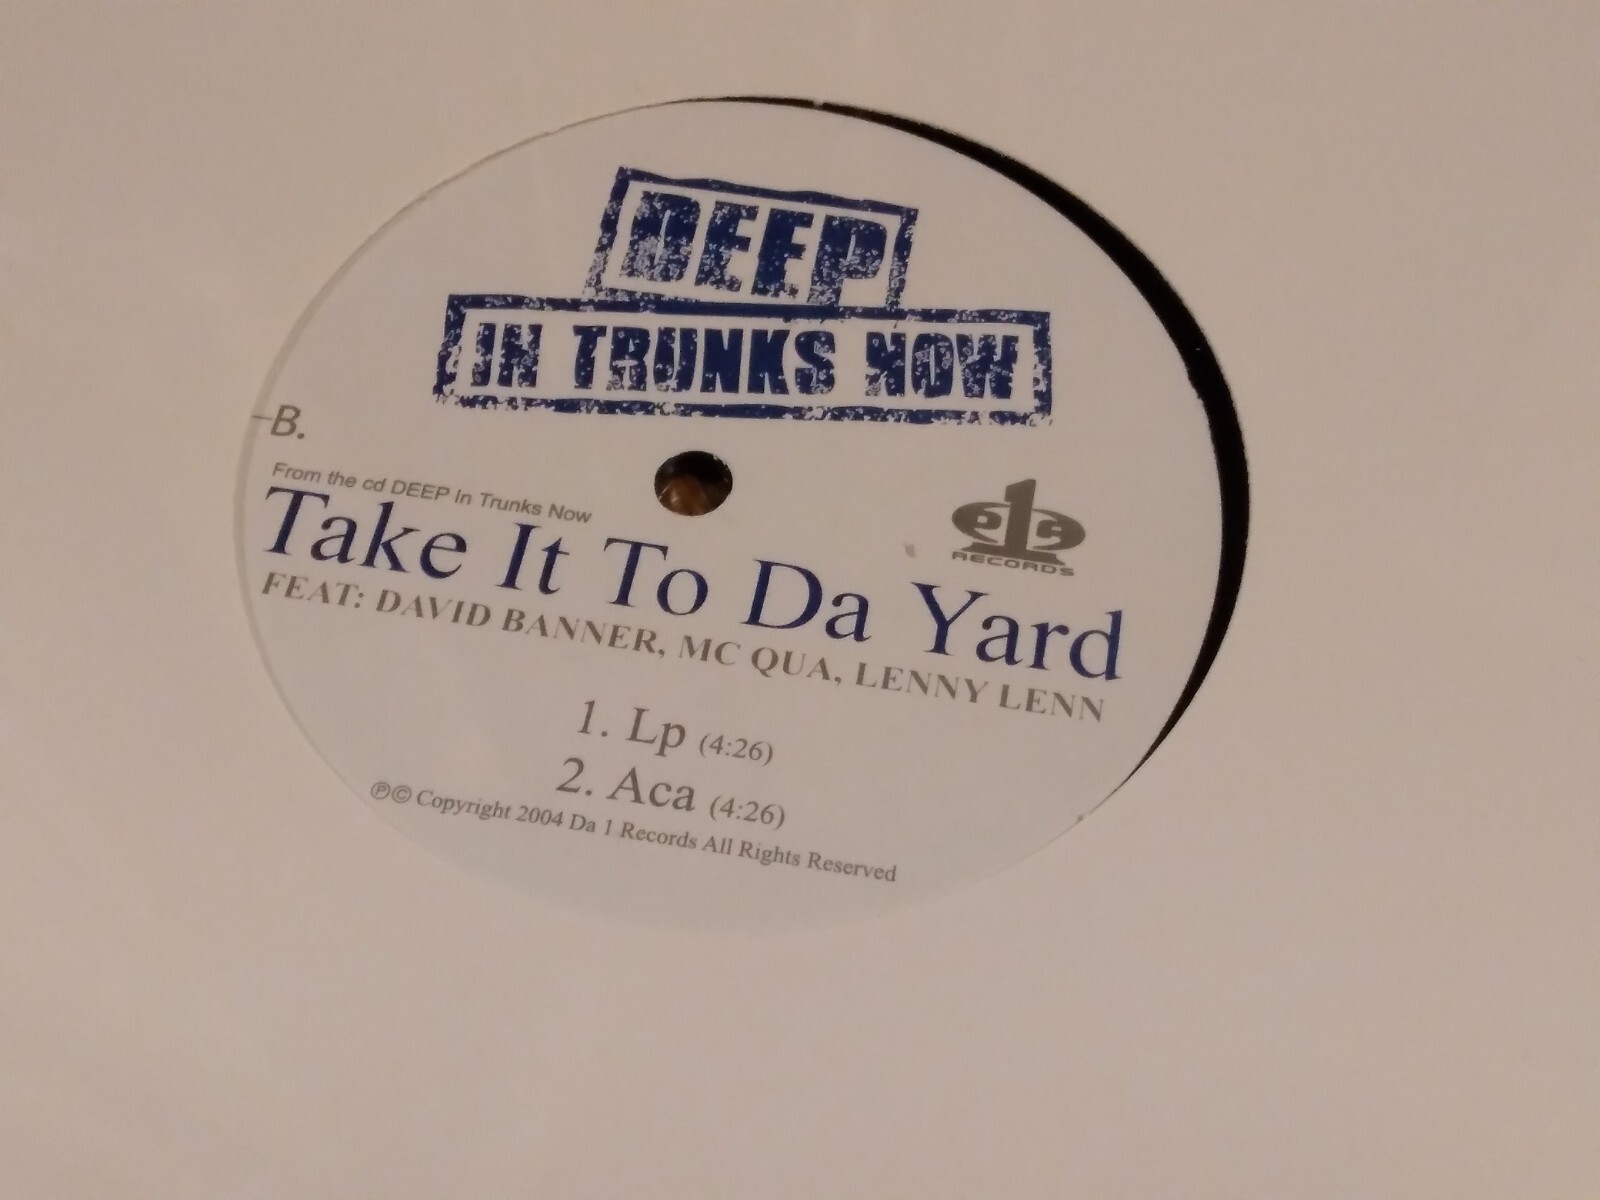 DEEP
IN TRUNKS NOW
-B.
From the cd DEEP In Trunks Now
Take It To Da Yard
FEAT: DAVID BANNER, MC QUA, LENNY LENN
1
RECORDS
1. Lp (4:26)
2. Aca (4:26)
℗© Copyright 2004 Da 1 Records All Rights Reserved